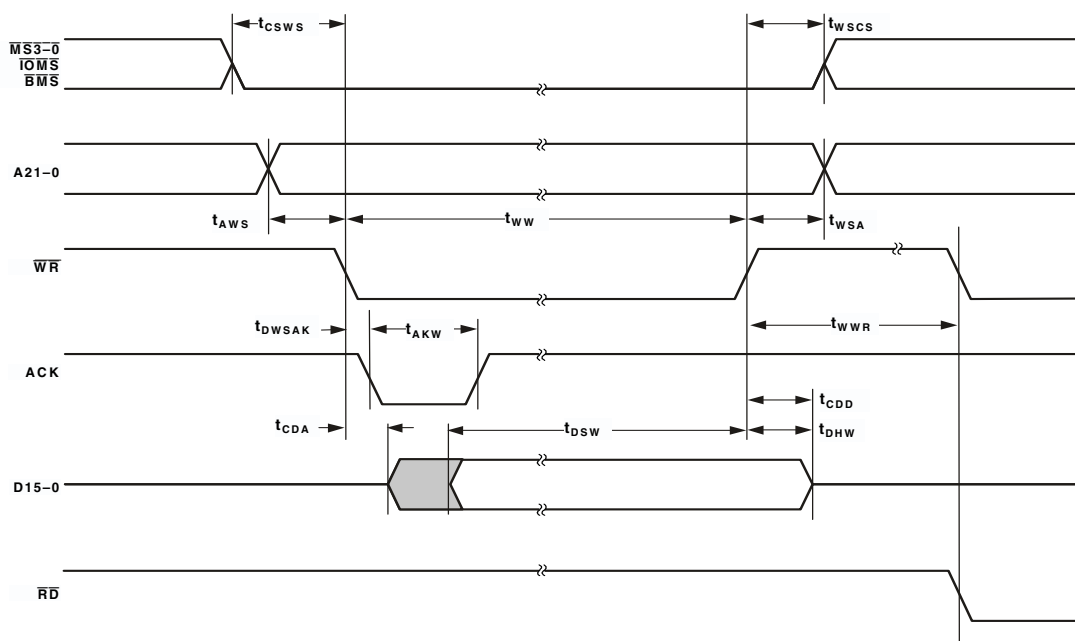 tCSWS
tWSCS
MS3–0
IOMS
BMS
A21–0
tAWS
tWW
tWSA
WR
tDWSAK
tAKW
tWWR
ACK
tCDD
tCDA
tDSW
tDHW
D15–0
RD